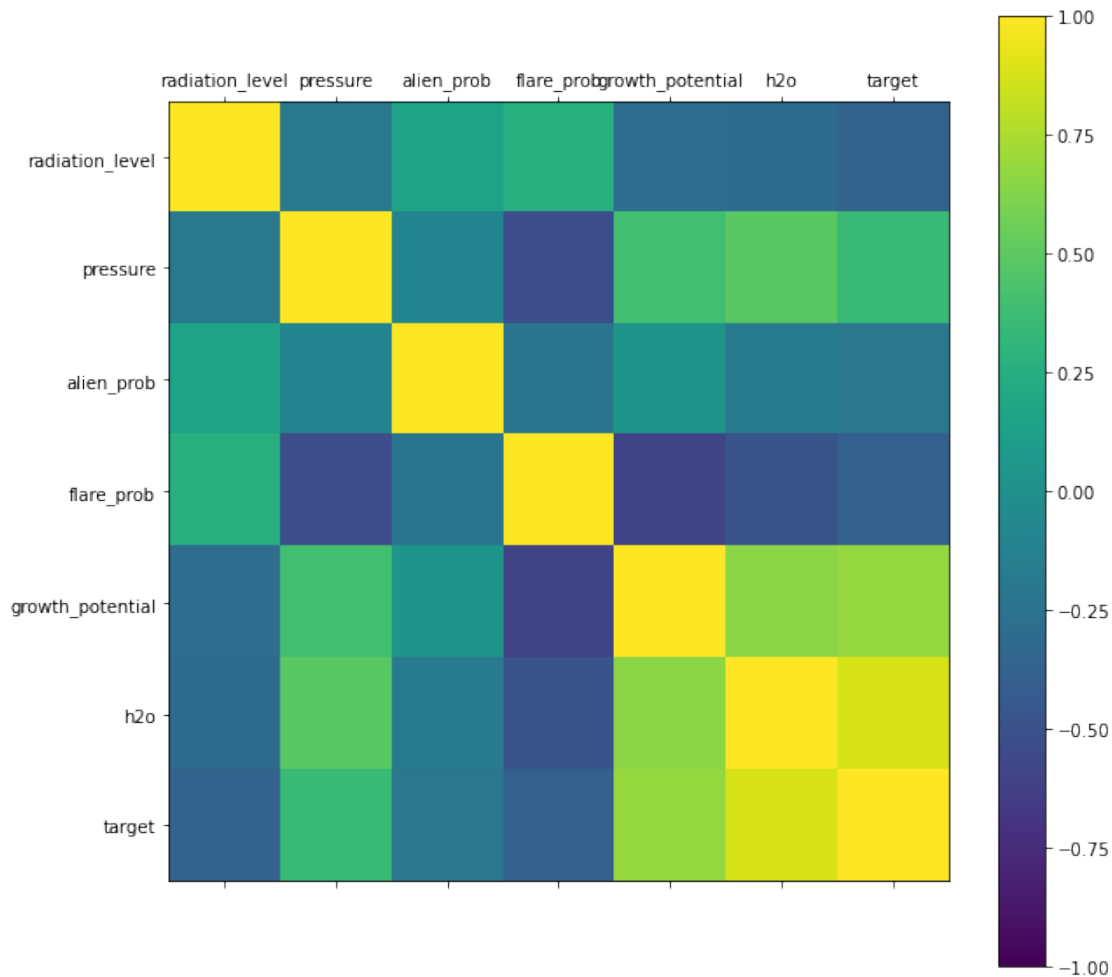 radiation_level pressure alien_prob flare_prob growth_potential h2o target
radiation_level
pressure
alien_prob
flare_prob
growth_potential
h2o
target
1.00
0.75
0.50
0.25
0.00
−0.25
−0.50
−0.75
−1.00